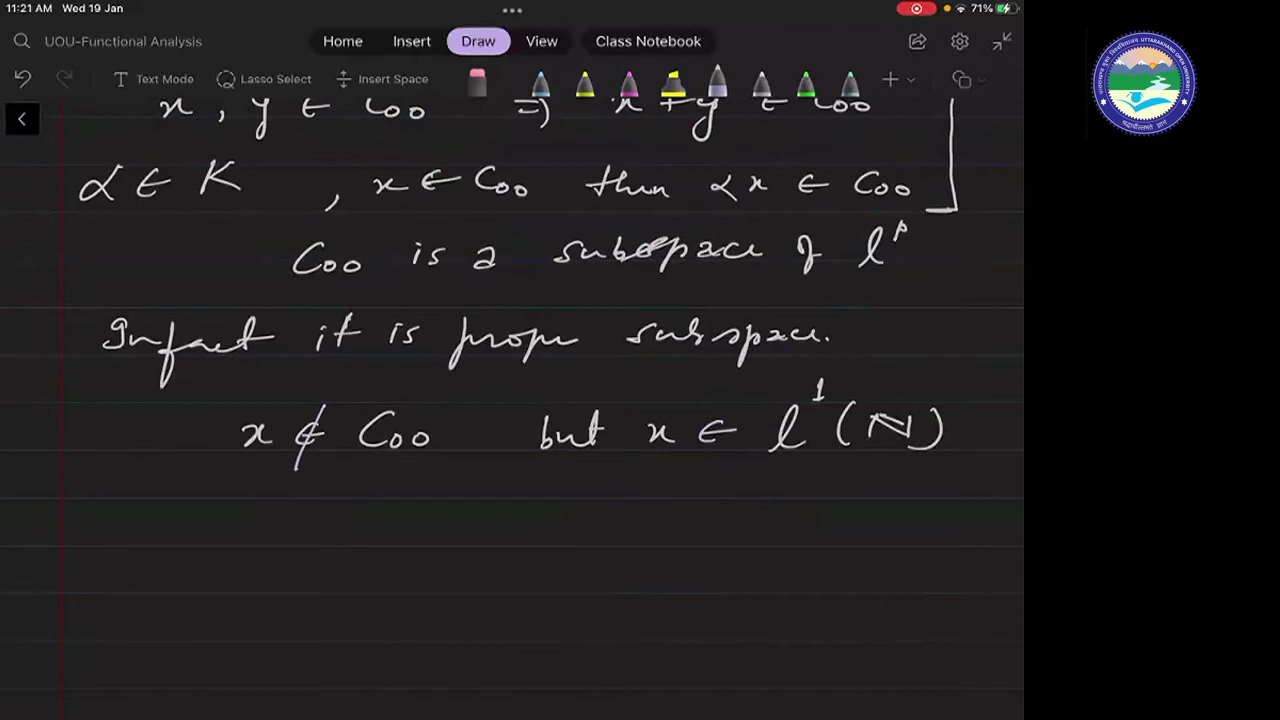 11:21 AM Wed 19 Jan
71%
UOU-Functional Analysis
Home Insert Draw View Class Notebook
Text Mode Lasso Select Insert Space
x, y ∈ C₀₀ ⇒ x + y ∈ C₀₀
α ∈ K , x ∈ C₀₀ then αx ∈ C₀₀
C₀₀ is a subspace of lᵖ
Infact it is proper subspace.
x ∉ C₀₀ but x ∈ l¹(ℕ)